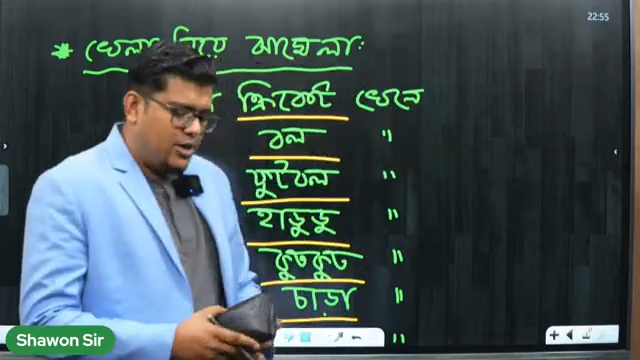 22:55
* খেলা নিয়ে ঝামেলা:
ক্রিকেট খেলে
বল "
ফুটবল "
হাডুডু "
কুতকুত "
চাড়া "
"
Shawon Sir